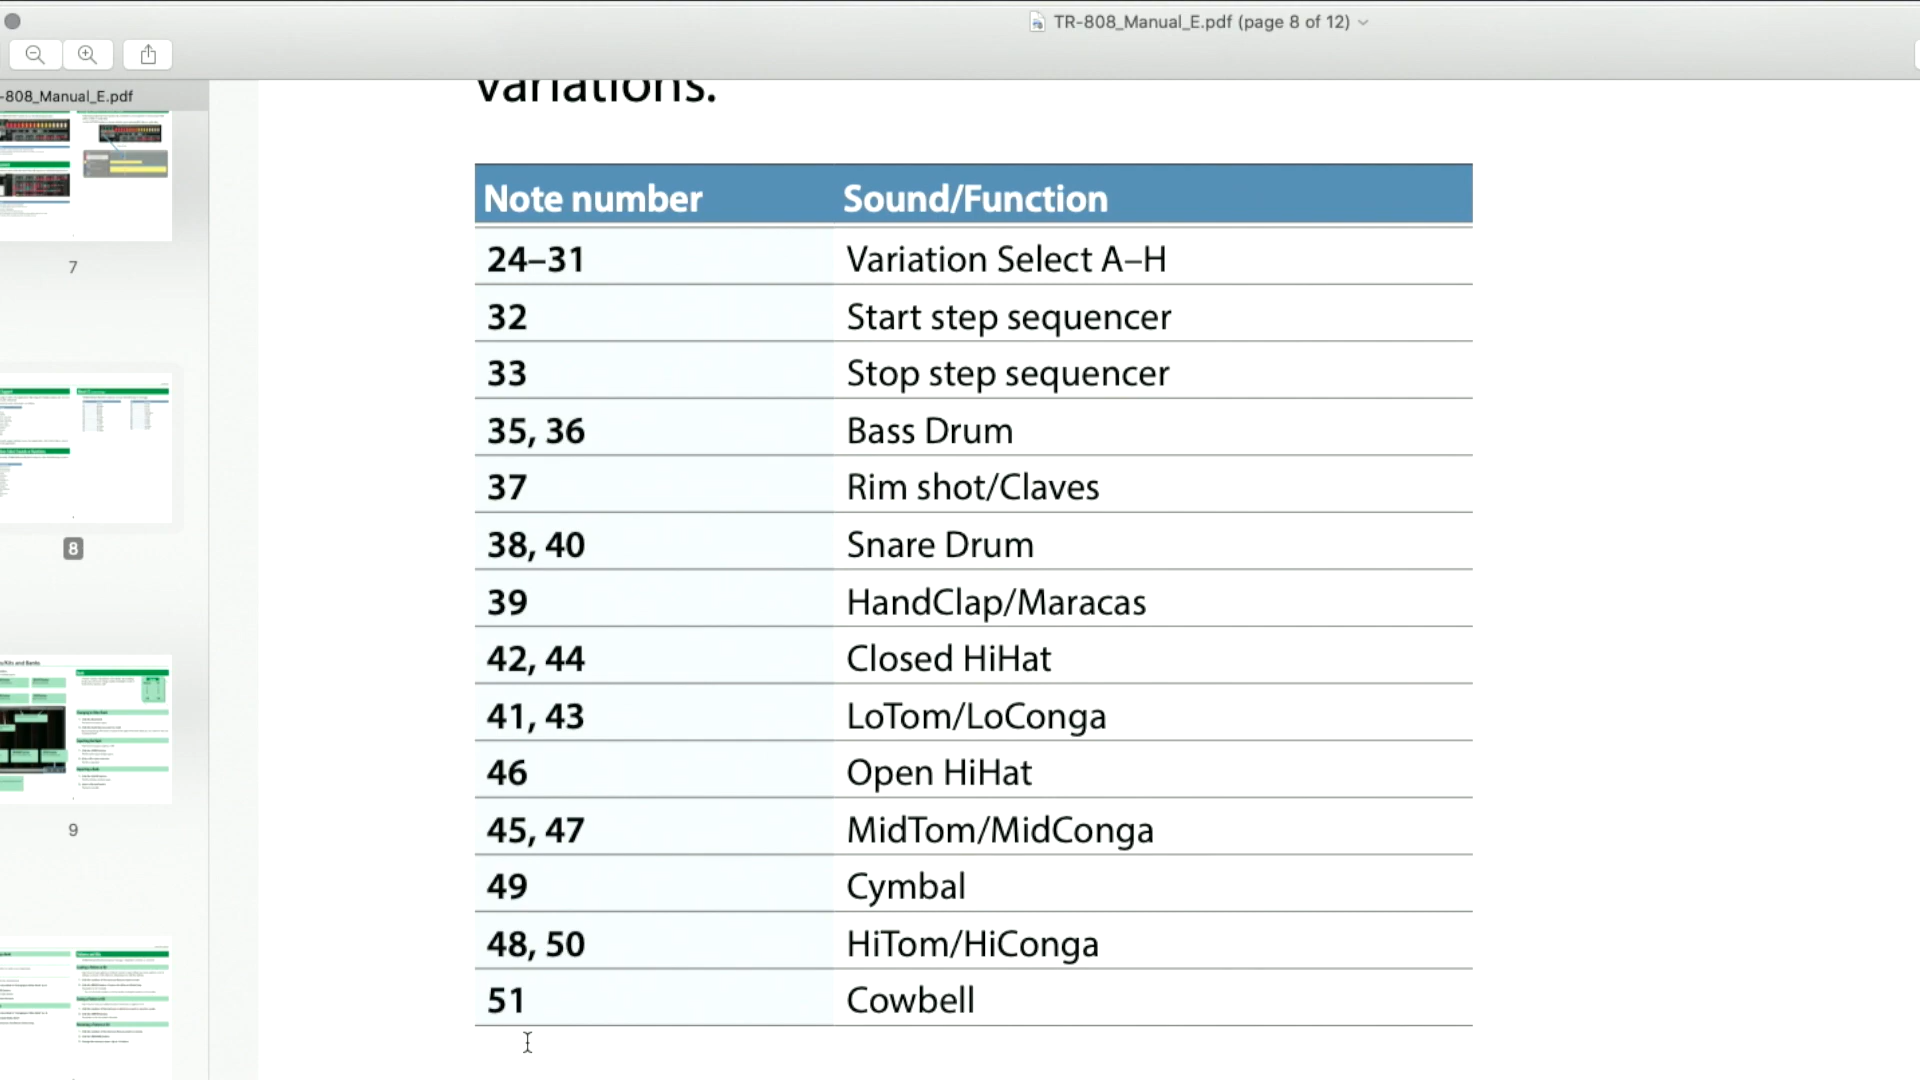 TR-808_Manual_E.pdf (page 8 of 12)
-808_Manual_E.pdf
7
8
9
variations.
Note number Sound/Function
24–31 Variation Select A–H
32 Start step sequencer
33 Stop step sequencer
35, 36 Bass Drum
37 Rim shot/Claves
38, 40 Snare Drum
39 HandClap/Maracas
42, 44 Closed HiHat
41, 43 LoTom/LoConga
46 Open HiHat
45, 47 MidTom/MidConga
49 Cymbal
48, 50 HiTom/HiConga
51 Cowbell